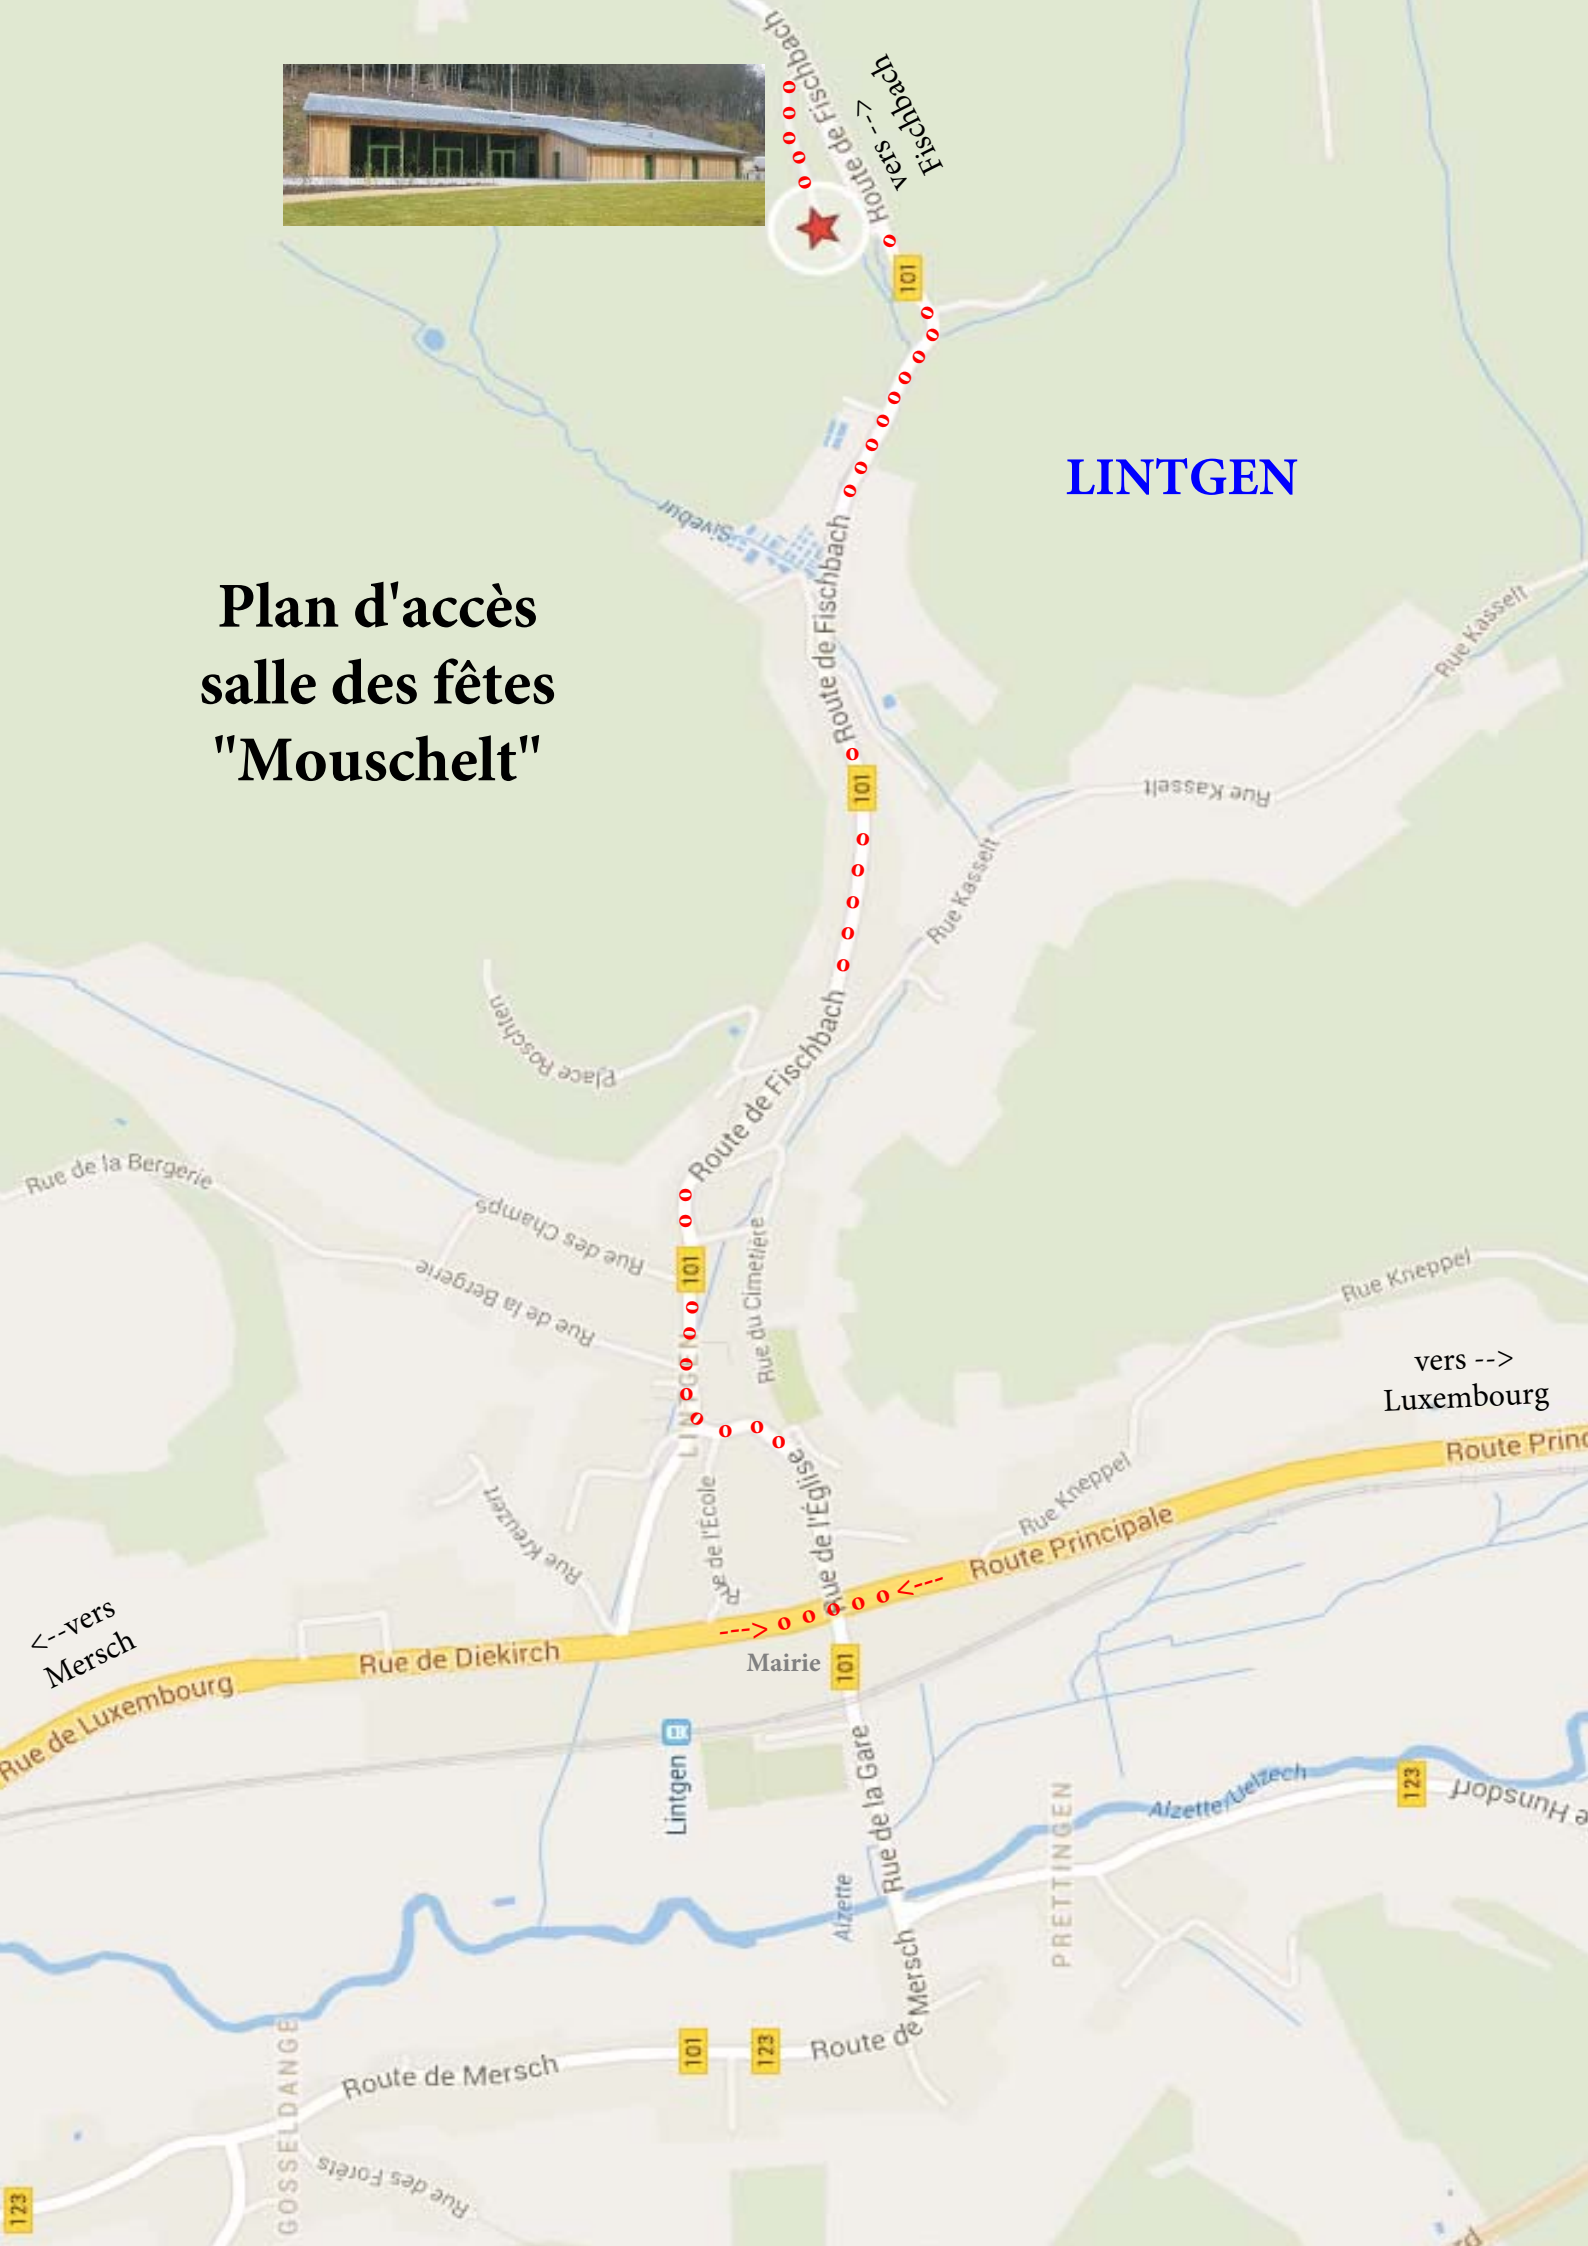 Route de Fischbach
vers --->
Fischbach
101
LINTGEN
Sivebur
Route de Fischbach
Plan d'accès
salle des fêtes
"Mouschelt"
Rue Kasselt
101
Rue Kasselt
Rue Kasselt
Place Roschten
Route de Fischbach
Rue de la Bergerie
Rue des Champs
Rue de la Bergerie
101
Rue du Cimetière
LINTGEN
Rue Kneppel
vers -->
Luxembourg
Route Princ
Rue Kneppel
Rue Kreuzert
Rue de l'École
Rue de l'Église
Route Principale
<---
--->
<--vers
Mersch
Rue de Diekirch
Mairie
101
Rue de Luxembourg
Lintgen
Rue de la Gare
Alzette/Uelzech
123
e Hunsdorf
PRETTINGEN
Alzette
Route de Mersch
101
123
Route de Mersch
GOSSELDANGE
Rue des Forêts
123